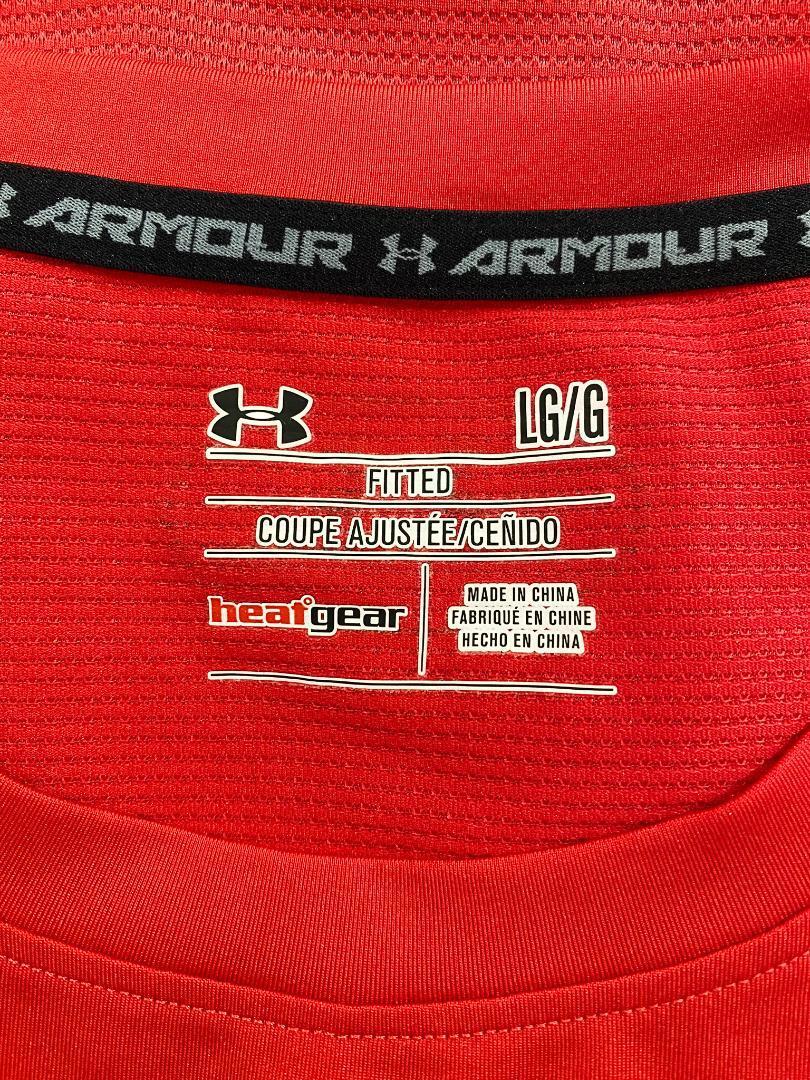 ARMOUR ARMOUR
LG/G
FITTED
COUPE AJUSTÉE/CEÑIDO
heatgear
MADE IN CHINA
FABRIQUÉ EN CHINE
HECHO EN CHINA